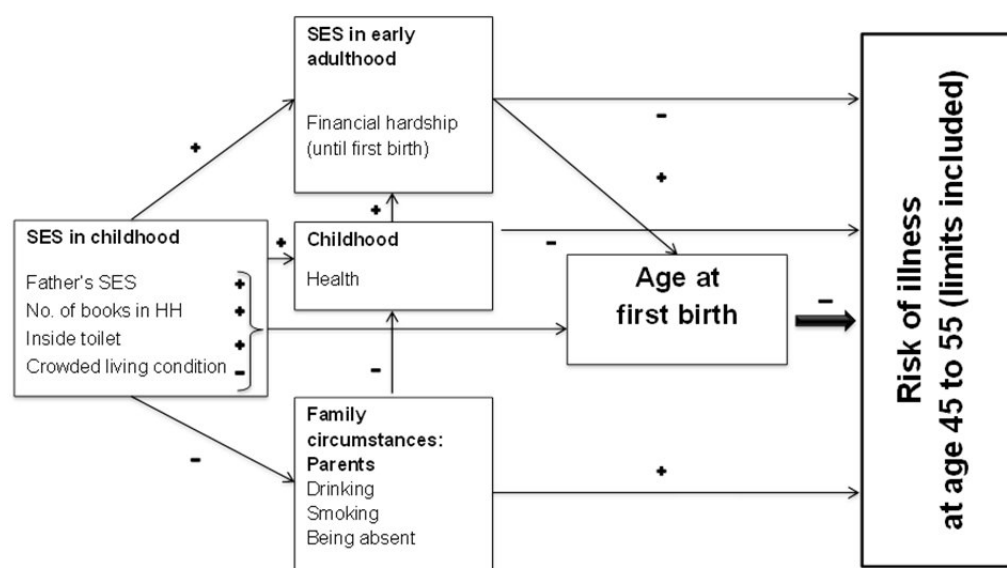 SES in early
adulthood
Financial hardship
(until first birth)
-
+
+
+
SES in childhood
Father's SES +
No. of books in HH +
Inside toilet +
Crowded living condition -
+
Childhood
Health
-
Age at
first birth
-
-
-
Family
circumstances:
Parents
Drinking
Smoking
Being absent
+
Risk of illness
at age 45 to 55 (limits included)